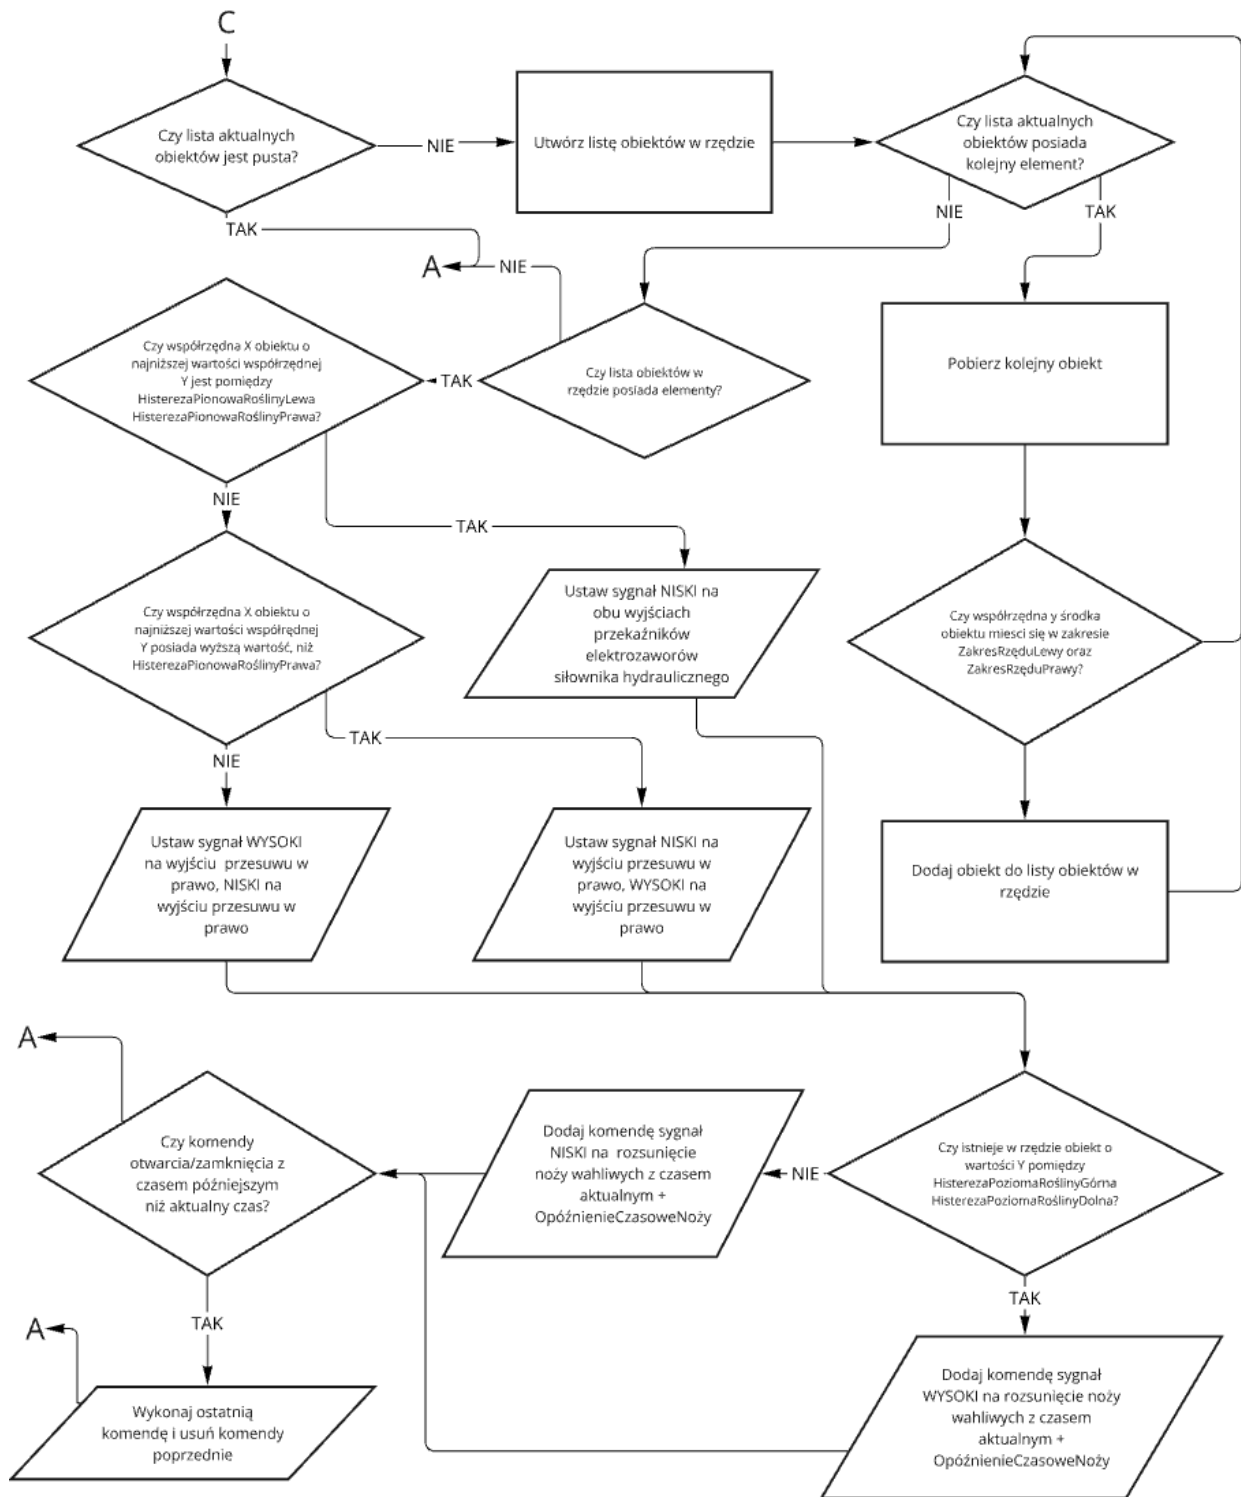 C
Czy lista aktualnych
obiektów jest pusta?
NIE
Utwórz listę obiektów w rzędzie
Czy lista aktualnych
obiektów posiada
kolejny element?
NIE
TAK
TAK
A
NIE
Czy współrzędna X obiektu o
najniższej wartości współrzędnej
Y jest pomiędzy
HisterezaPionowaRoślinyLewa
HisterezaPionowaRoślinyPrawa?
TAK
Czy lista obiektów w
rzędzie posiada elementy?
Pobierz kolejny obiekt
NIE
TAK
Czy współrzędna X obiektu o
najniższej wartości wspołrędnej
Y posiada wyższą wartość, niż
HisterezaPionowaRoślinyPrawa?
Ustaw sygnał NISKI na
obu wyjściach
przekaźników
elektrozaworów
siłownika hydraulicznego
Czy współrzędna y środka
obiektu miesci się w zakresie
ZakresRzęduLewy oraz
ZakresRzęduPrawy?
TAK
NIE
Ustaw sygnał WYSOKI
na wyjściu przesuwu w
prawo, NISKI na
wyjściu przesuwu w
prawo
Ustaw sygnał NISKI na
wyjściu przesuwu w
prawo, WYSOKI na
wyjściu przesuwu w
prawo
Dodaj obiekt do listy obiektów w
rzędzie
A
Czy komendy
otwarcia/zamknięcia z
czasem późniejszym
niż aktualny czas?
Dodaj komendę sygnał
NISKI na rozsunięcie
noży wahliwych z czasem
aktualnym +
OpóźnienieCzasoweNoży
NIE
Czy istnieje w rzędzie obiekt o
wartości Y pomiędzy
HisterezaPoziomaRoślinyGórna
HisterezaPoziomaRoślinyDolna?
TAK
TAK
A
Wykonaj ostatnią
komendę i usuń komendy
poprzednie
Dodaj komendę sygnał
WYSOKI na rozsunięcie noży
wahliwych z czasem
aktualnym +
OpóźnienieCzasoweNoży